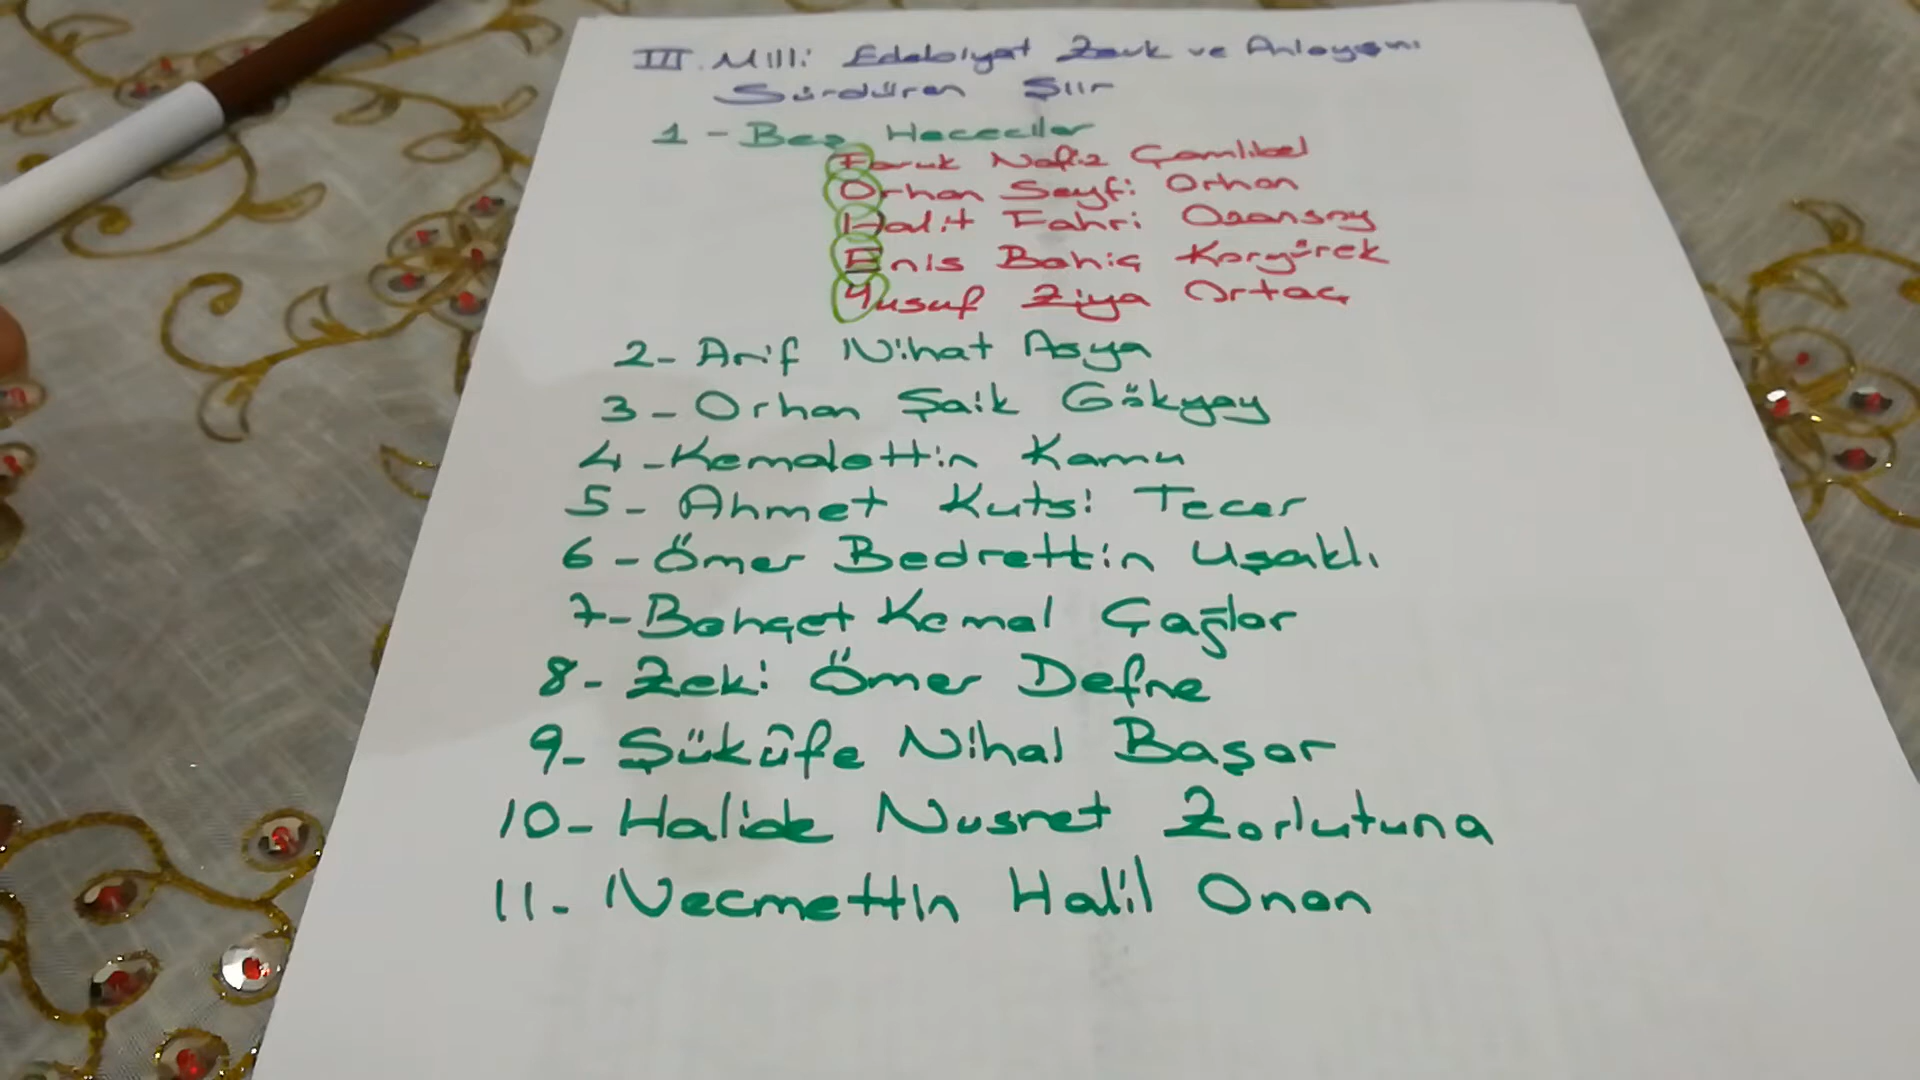 III. Milli Edebiyat Zevk ve Anlayışını
Sürdüren Şiir
1 - Beş Hececiler
Faruk Nafiz Çamlıbel
Orhan Seyfi Orhon
Halit Fahri Ozansoy
Enis Behiç Koryürek
Yusuf Ziya Ortaç
2- Arif Nihat Asya
3 - Orhan Şaik Gökyay
4 - Kemalettin Kamu
5 - Ahmet Kutsi Tecer
6 - Ömer Bedrettin Uşaklı
7- Behçet Kemal Çağlar
8- Zeki Ömer Defne
9- Şükûfe Nihal Başar
10- Halide Nusret Zorlutuna
11- Necmettin Halil Onan